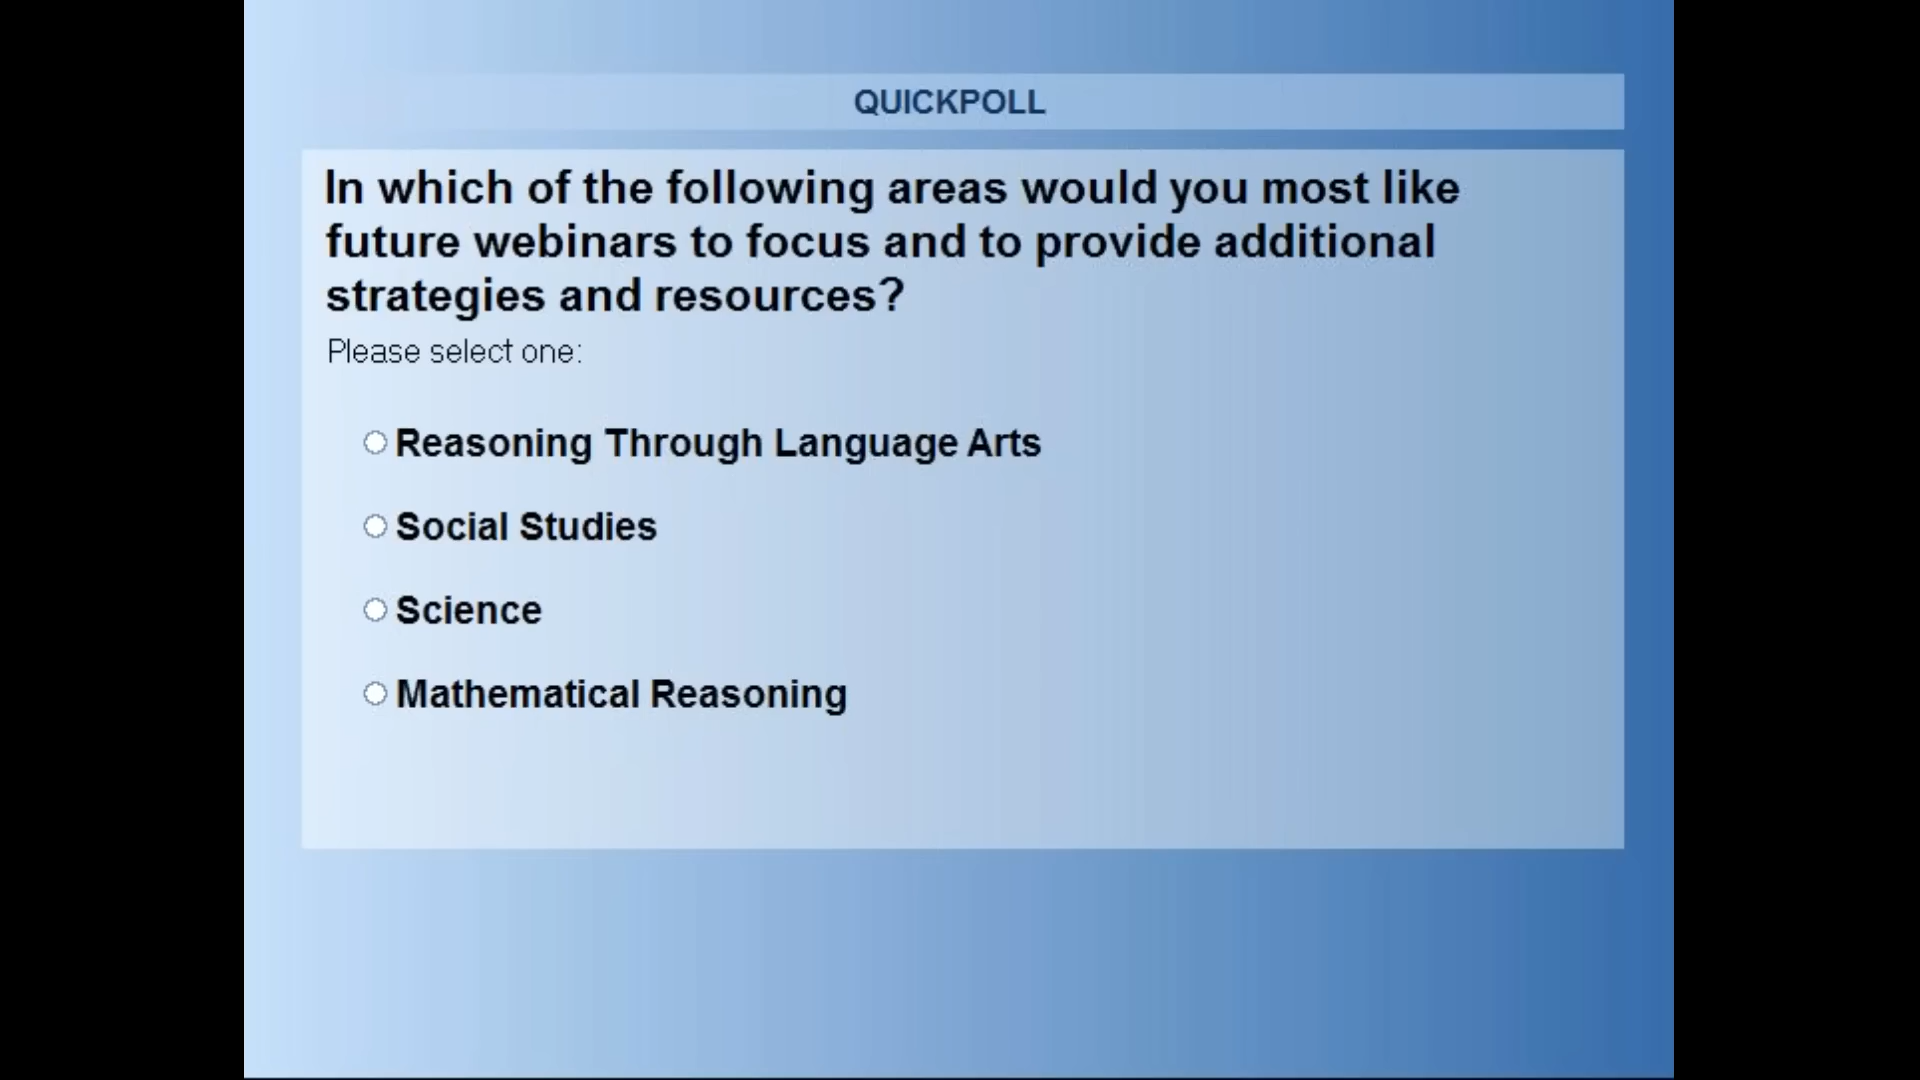 QUICKPOLL
In which of the following areas would you most like
future webinars to focus and to provide additional
strategies and resources?
Please select one:
Reasoning Through Language Arts
Social Studies
Science
Mathematical Reasoning